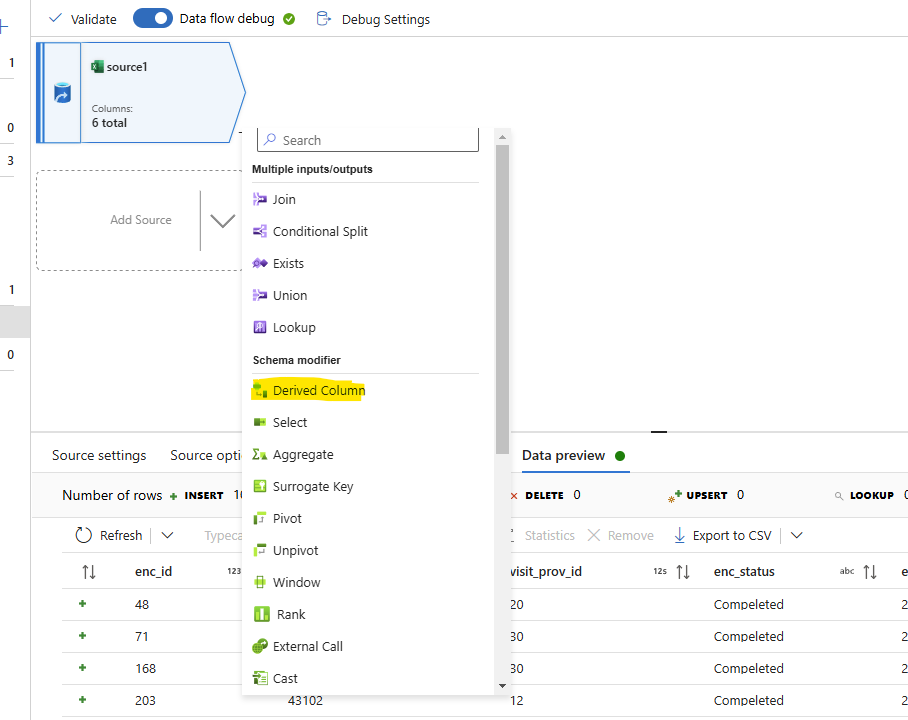 Validate Data flow debug Debug Settings
1
source1
Columns:
6 total
0
3
Search
Multiple inputs/outputs
Join
Add Source
Conditional Split
Exists
1
Union
Lookup
0
Schema modifier
Derived Column
Select
Source settings Source opti Data preview
Aggregate
Number of rows + INSERT 10 × DELETE 0 UPSERT 0 LOOKUP 0
Surrogate Key
Pivot
Refresh Typeca Statistics Remove Export to CSV
Unpivot
enc_id 123 visit_prov_id 12s enc_status abc e
Window
+ 48 20 Compeleted 2
Rank
+ 71 30 Compeleted 2
External Call
+ 168 30 Compeleted 2
Cast
+ 203 43102 12 Compeleted 2